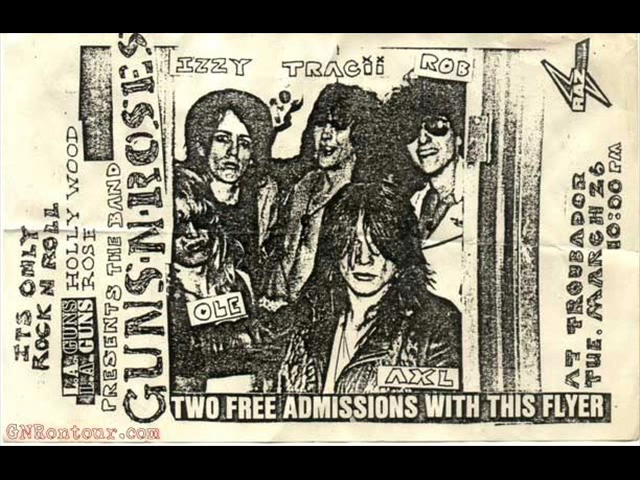 ITS ONLY
ROCK N ROLL
L.A. GUNS
L.A. GUNS
HOLLY WOOD
ROSE
PRESENTS THE BAND
GUNS·N·ROSES
IZZY
TRACii
ROB
OLE
AXL
RAZ
AT TROUBADOR
TUE. MARCH 26
10:00 PM
TWO FREE ADMISSIONS WITH THIS FLYER
GNRontour.com